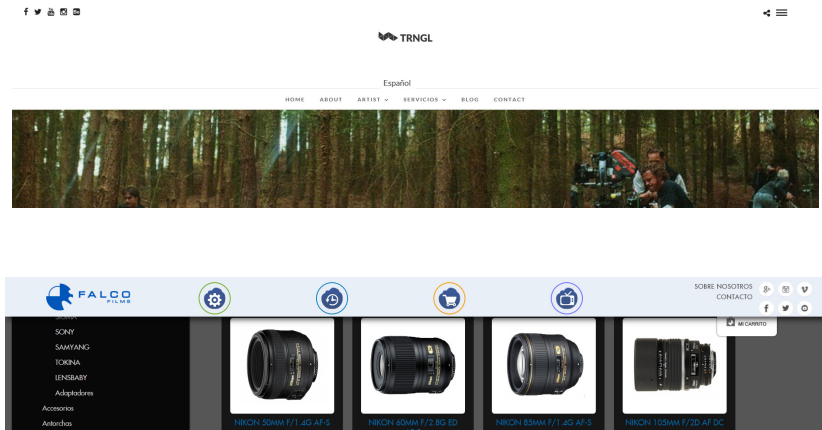 TRNGL
Español
HOME ABOUT ARTIST SERVICIOS BLOG CONTACT
FALCO
FILMS
SOBRE NOSOTROS
CONTACTO
MI CARRITO
SIGMA
SONY
SAMYANG
TOKINA
LENSBABY
Adaptadores
Accesorios
Antorchas
NIKON 50MM F/1.4G AF-S
NIKON 60MM F/2.8G ED
NIKON 85MM F/1.4G AF-S
NIKON 105MM F/2D AF DC